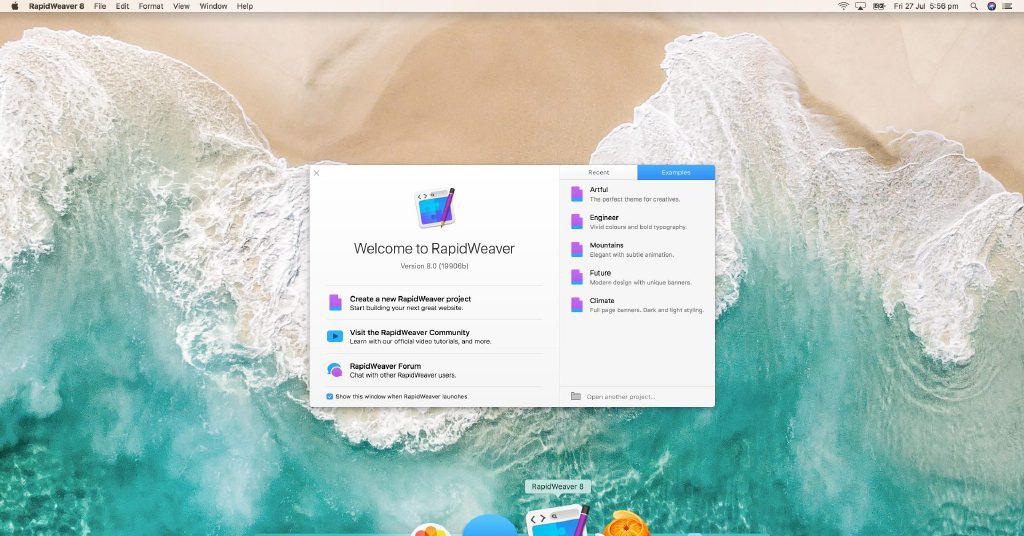 RapidWeaver 8 File Edit Format View Window Help Fri 27 Jul 5:56 pm
Recent Examples
Welcome to RapidWeaver
Version 8.0 (19906b)
Create a new RapidWeaver project
Start building your next great website.
Visit the RapidWeaver Community
Learn with our official video tutorials, and more.
RapidWeaver Forum
Chat with other RapidWeaver users.
Show this window when RapidWeaver launches
Artful
The perfect theme for creatives.
Engineer
Vivid colours and bold typography.
Mountains
Elegant with subtle animation.
Future
Modern design with unique banners.
Climate
Full page banners. Dark and light styling.
Open another project...
RapidWeaver 8